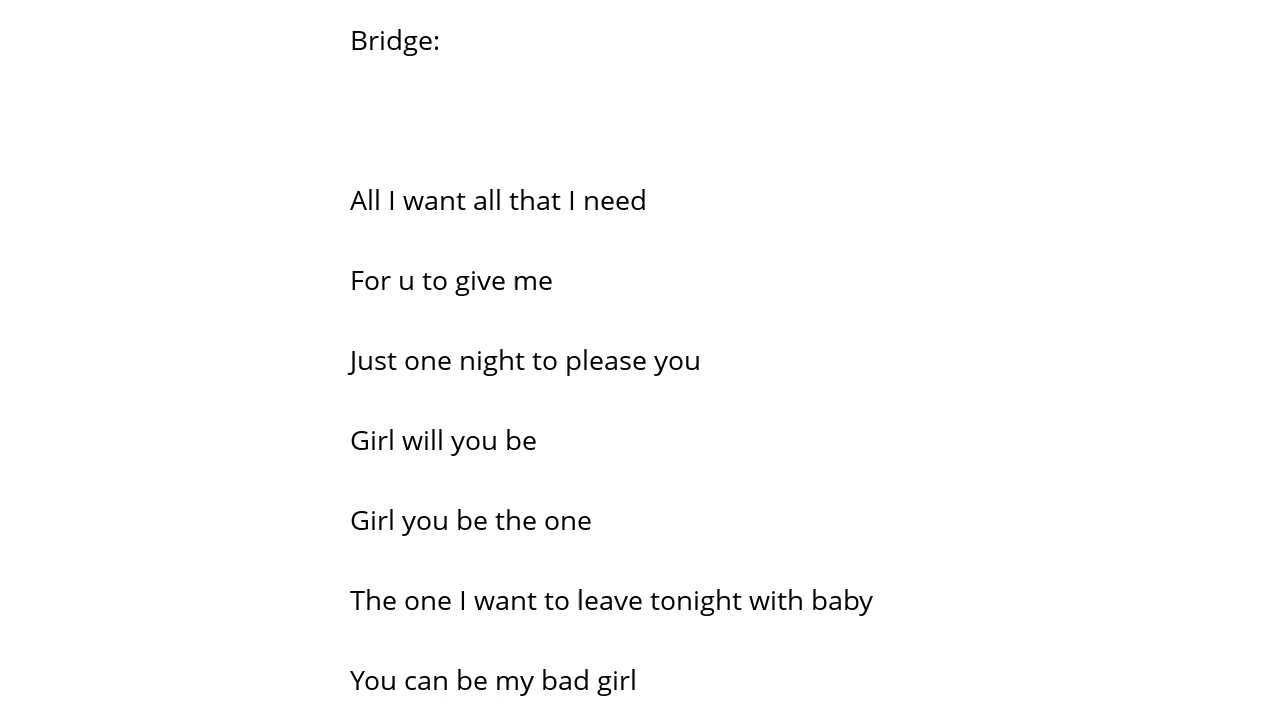 Bridge:
All I want all that I need
For u to give me
Just one night to please you
Girl will you be
Girl you be the one
The one I want to leave tonight with baby
You can be my bad girl